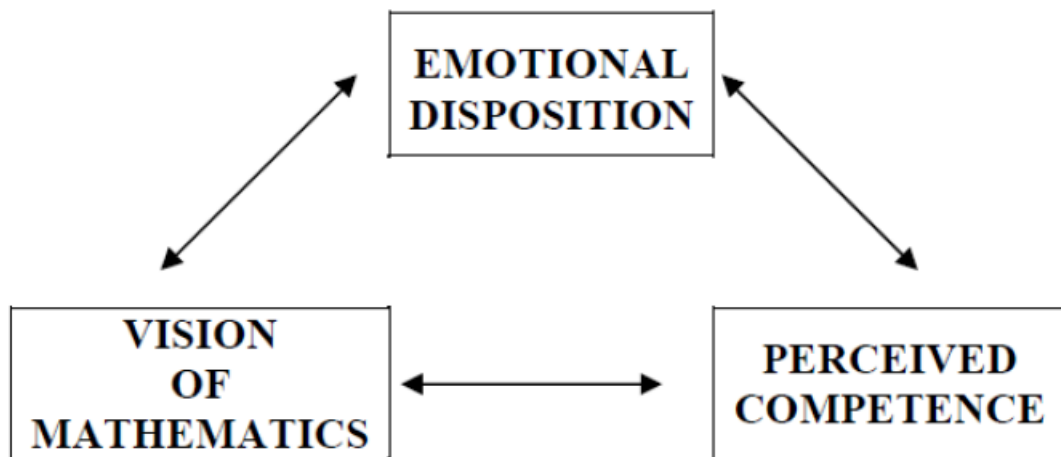 EMOTIONAL
DISPOSITION
VISION
OF
MATHEMATICS
PERCEIVED
COMPETENCE